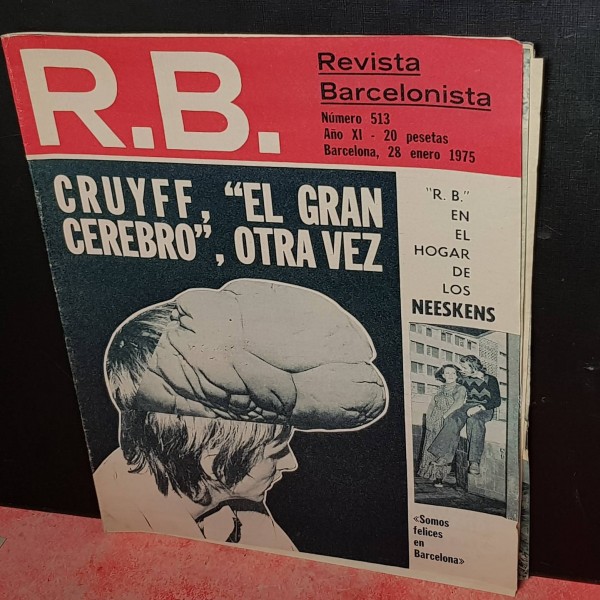 R.B.
Revista
Barcelonista
Número 513
Año XI - 20 pesetas
Barcelona, 28 enero 1975
CRUYFF, "EL GRAN
CEREBRO", OTRA VEZ
"R. B."
EN
EL
HOGAR
DE
LOS
NEESKENS
«Somos
felices
en
Barcelona»